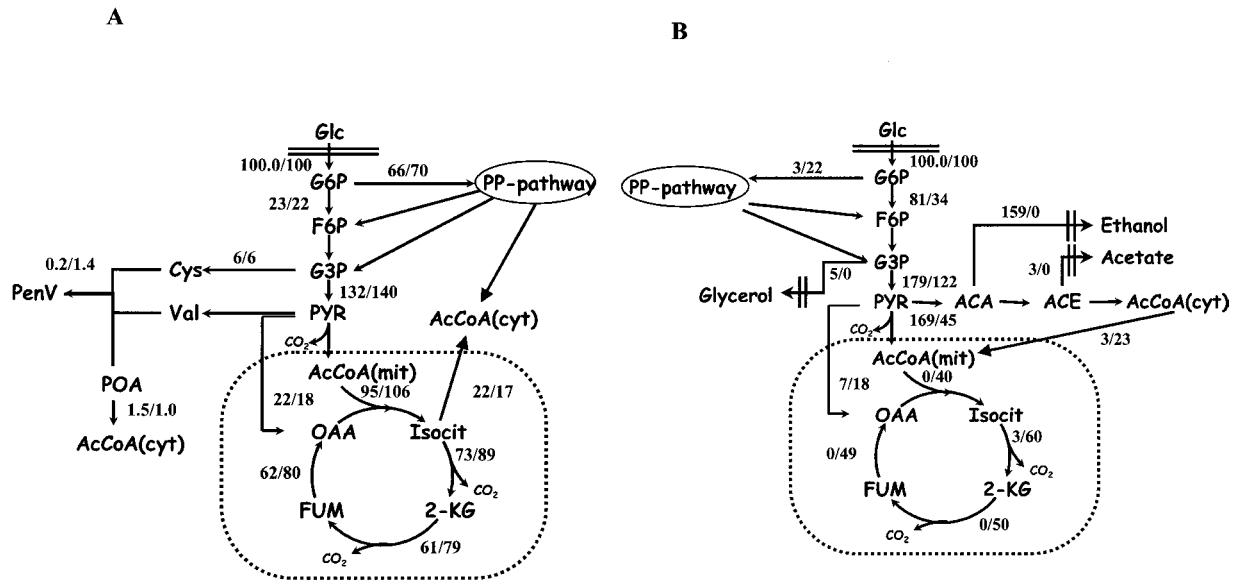 A
B
Glc
100.0/100
66/70
G6P
PP-pathway
23/22
F6P
6/6
Cys
G3P
0.2/1.4
132/140
PenV
Val
PYR
AcCoA(cyt)
CO2
POA
AcCoA(mit)
22/18
95/106
22/17
1.5/1.0
AcCoA(cyt)
OAA
Isocit
62/80
73/89
CO2
FUM
2-KG
CO2
61/79
Glc
100.0/100
3/22
PP-pathway
G6P
81/34
F6P
159/0
Ethanol
G3P
5/0
3/0
Acetate
Glycerol
179/122
PYR
ACA
ACE
AcCoA(cyt)
169/45
CO2
3/23
AcCoA(mit)
7/18
0/40
OAA
Isocit
0/49
3/60
CO2
FUM
2-KG
0/50
CO2